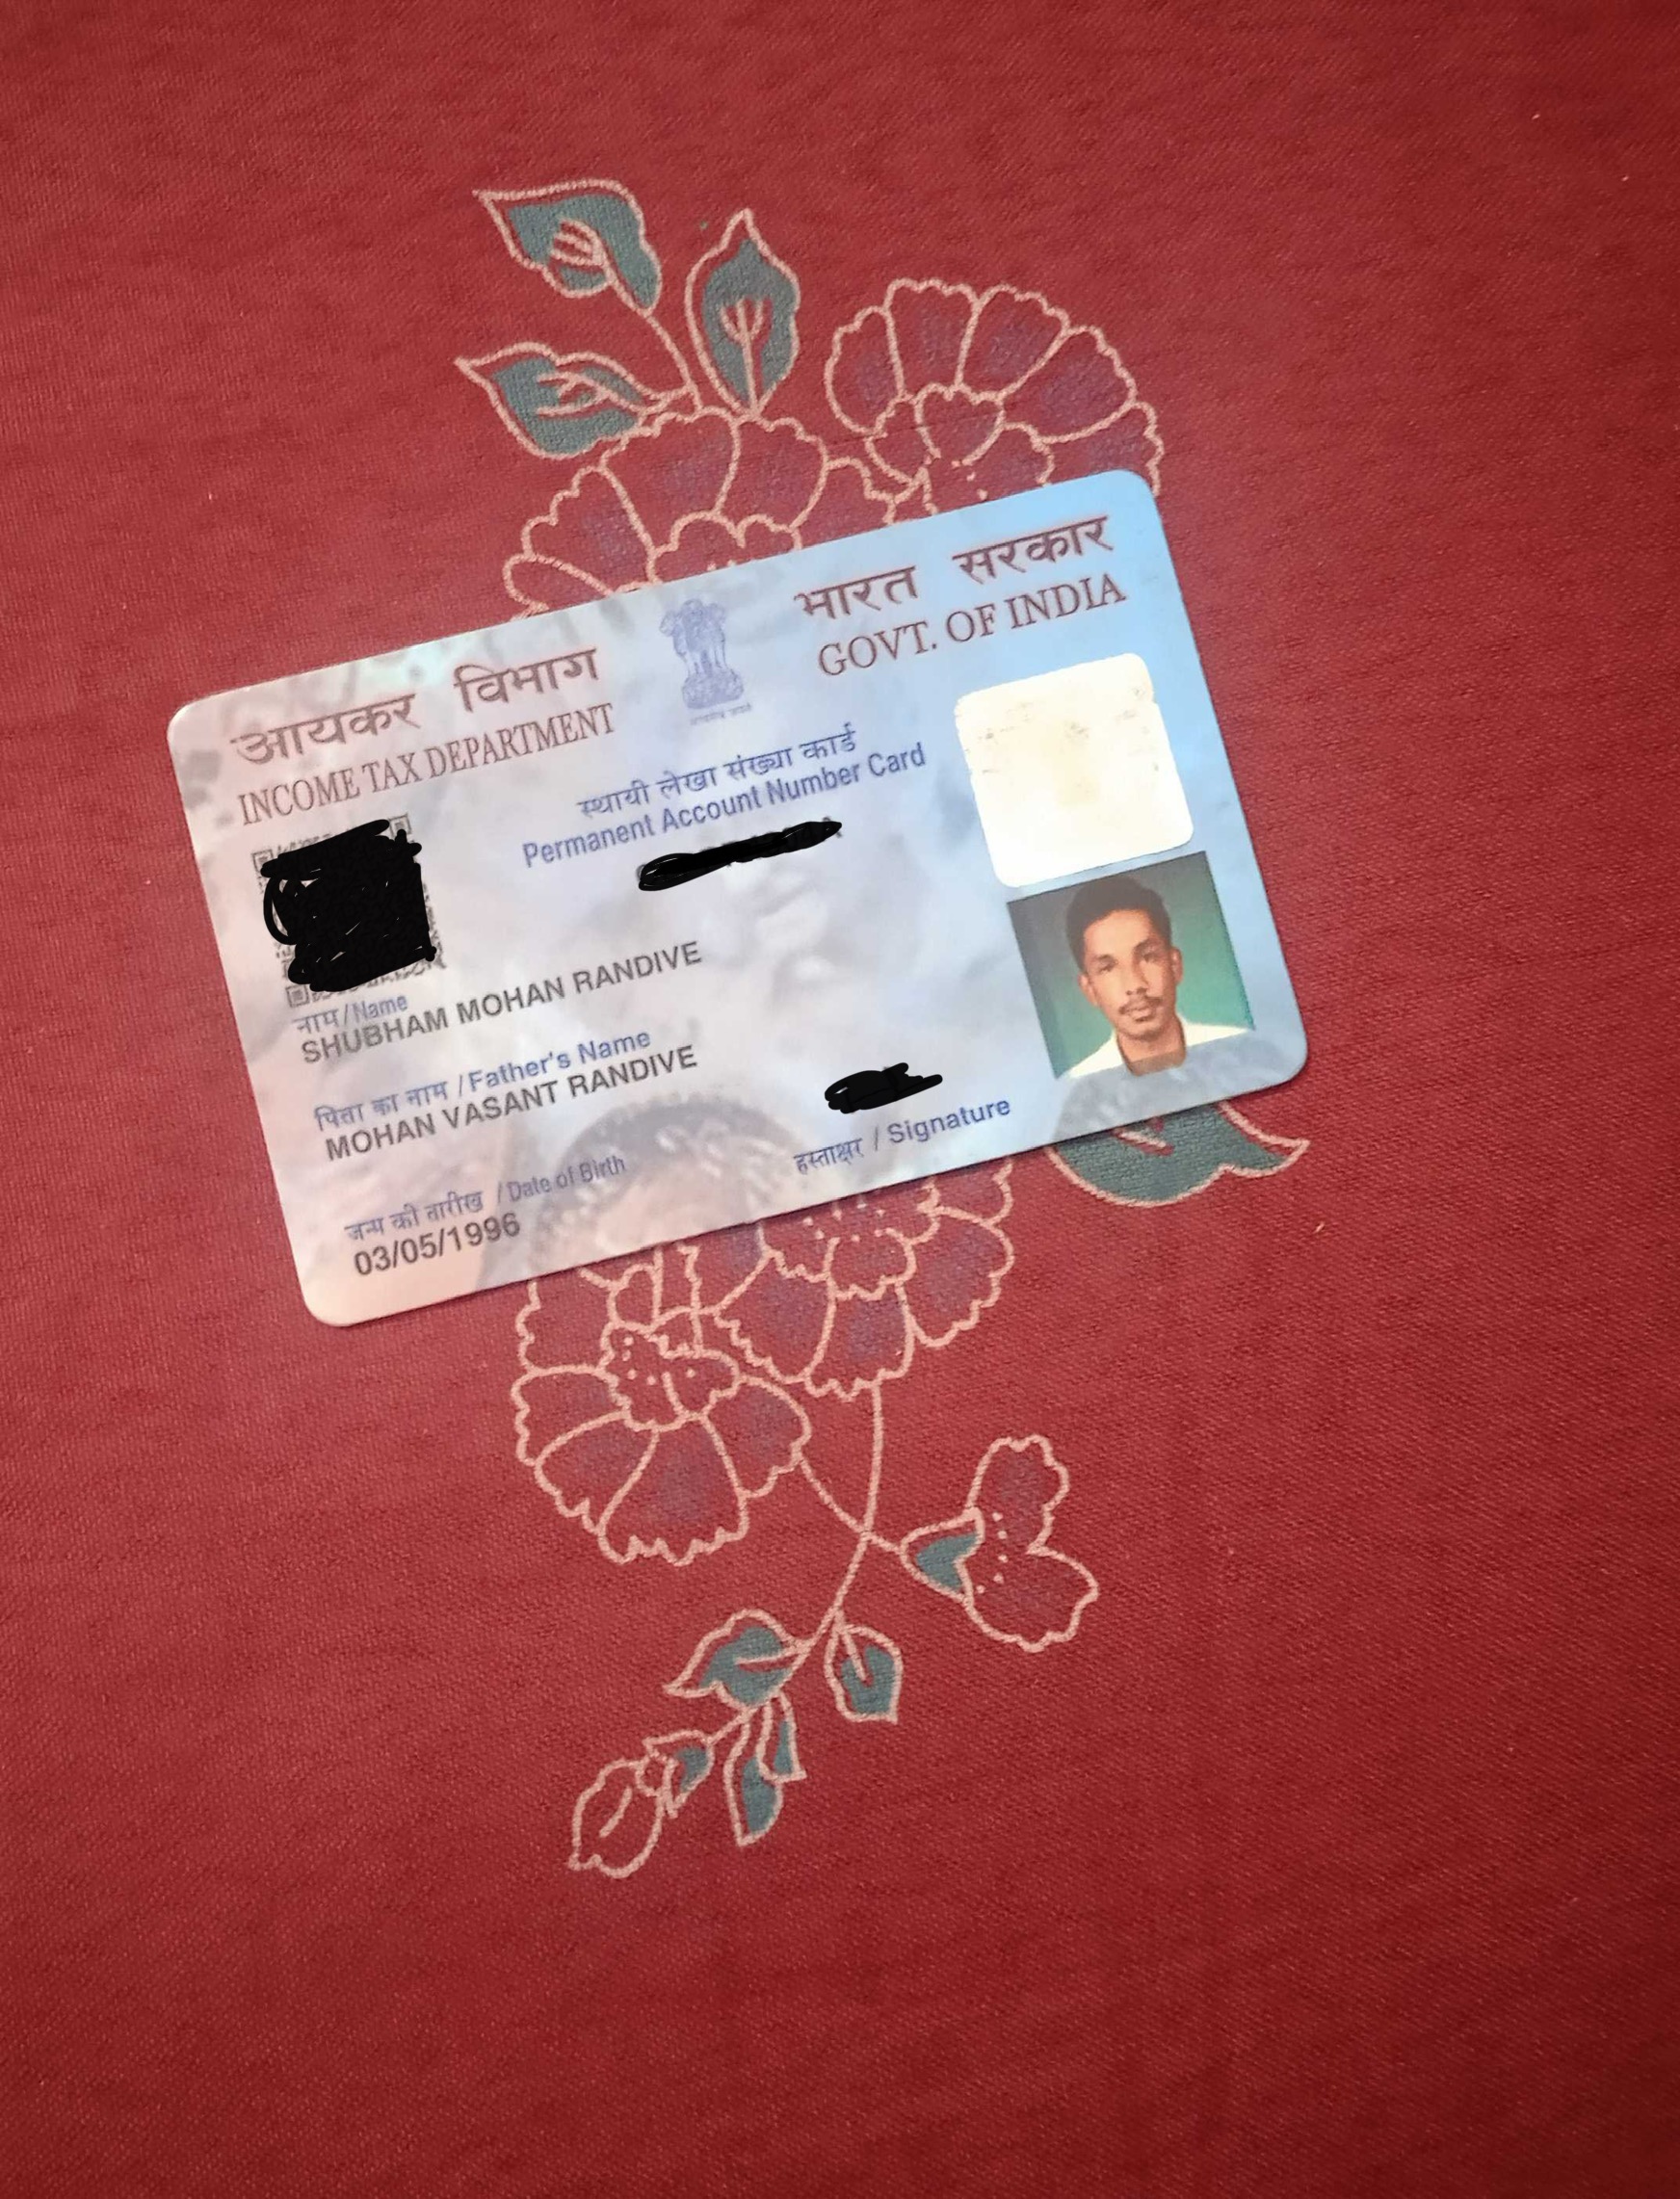 आयकर विभाग
INCOME TAX DEPARTMENT
भारत सरकार
GOVT. OF INDIA
स्थायी लेखा संख्या कार्ड
Permanent Account Number Card
नाम/Name
SHUBHAM MOHAN RANDIVE
पिता का नाम /Father's Name
MOHAN VASANT RANDIVE
जन्म की तारीख /Date of Birth
03/05/1996
हस्ताक्षर / Signature